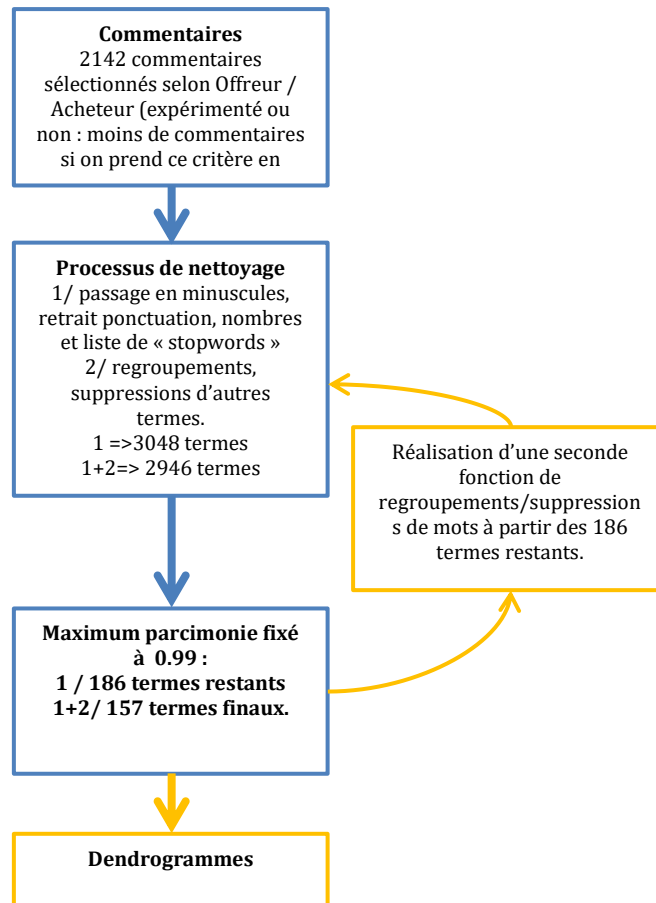 Commentaires
2142 commentaires
sélectionnés selon Offreur /
Acheteur (expérimenté ou
non : moins de commentaires
si on prend ce critère en
Processus de nettoyage
1/ passage en minuscules,
retrait ponctuation, nombres
et liste de « stopwords »
2/ regroupements,
suppressions d’autres
termes.
1 =>3048 termes
1+2=> 2946 termes
Réalisation d’une seconde
fonction de
regroupements/suppression
s de mots à partir des 186
termes restants.
Maximum parcimonie fixé
à 0.99 :
1 / 186 termes restants
1+2/ 157 termes finaux.
Dendrogrammes